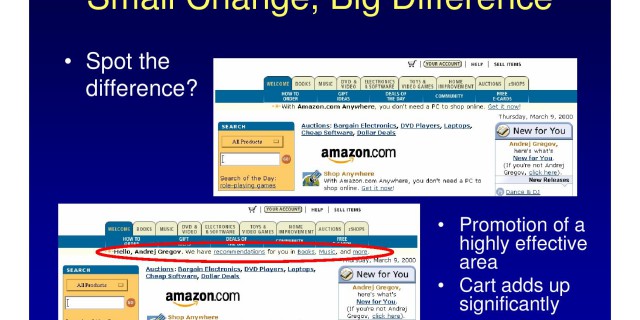 Small Change, Big Difference
• Spot the
difference?
YOUR ACCOUNT | HELP | SELL ITEMS
WELCOME BOOKS MUSIC DVD & VIDEO ELECTRONICS & SOFTWARE TOYS & VIDEO GAMES HOME IMPROVEMENT AUCTIONS zSHOPS
HOW TO ORDER GIFT IDEAS DEALS OF THE DAY COMMUNITY FREE E-CARDS
With Amazon.com Anywhere, you don't need a PC to shop online. Get it now!
Thursday, March 9, 2000
SEARCH
All Products
Search of the Day:
role-playing games
Auctions: Bargain Electronics, DVD Players, Laptops,
Cheap Software, Dollar Deals
amazon.com
Shop Anywhere
With Amazon.com Anywhere, you don't need a PC to
shop online. Get it now!
New for You
Andrei Gregov,
here's what's
New for You.
(If you're not Andrei
Gregov, click here).
New Releases
Dance & DJ
YOUR ACCOUNT | HELP | SELL ITEMS
WELCOME BOOKS MUSIC DVD & VIDEO ELECTRONICS & SOFTWARE TOYS & VIDEO GAMES HOME IMPROVEMENT AUCTIONS zSHOPS
HOW TO ORDER GIFT IDEAS DEALS OF THE DAY COMMUNITY FREE E-CARDS
Hello, Andrei Gregov. We have recommendations for you in Books, Music, and more.
Thursday, March 9, 2000
SEARCH
All Products
Auctions: Bargain Electronics, DVD Players, Laptops,
Cheap Software, Dollar Deals
amazon.com
Shop Anywhere
New for You
Andrei Gregov,
here's what's
New for You.
(If you're not Andrei
Gregov, click here).
• Promotion of a
highly effective
area
• Cart adds up
significantly